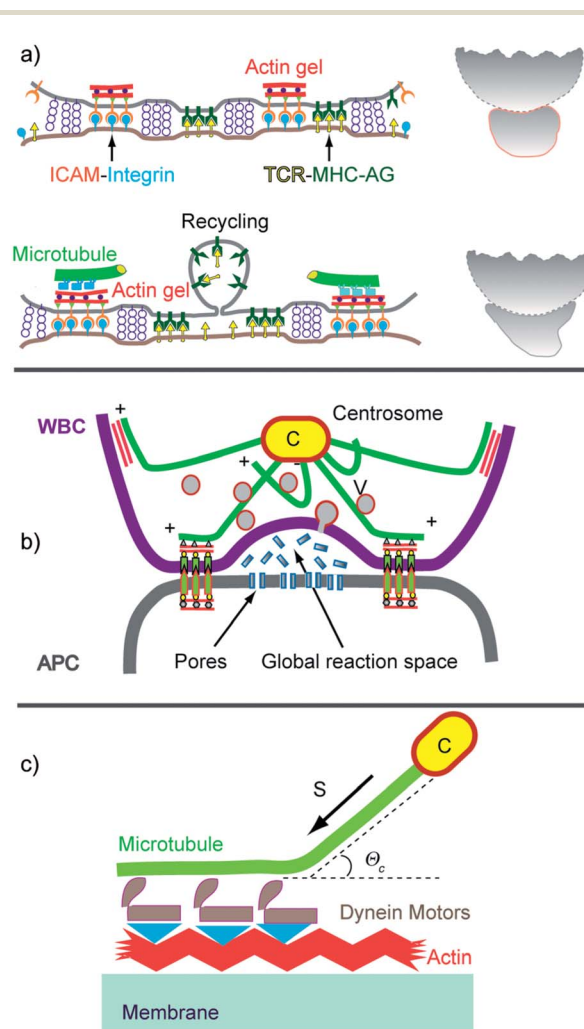 a)
Actin gel
ICAM-Integrin
TCR-MHC-AG
Recycling
Microtubule
Actin gel
WBC
+
Centrosome
C
+
-
V
+
+
b)
Pores
Global reaction space
APC
c)
C
S
Microtubule
Θc
Dynein Motors
Actin
Membrane